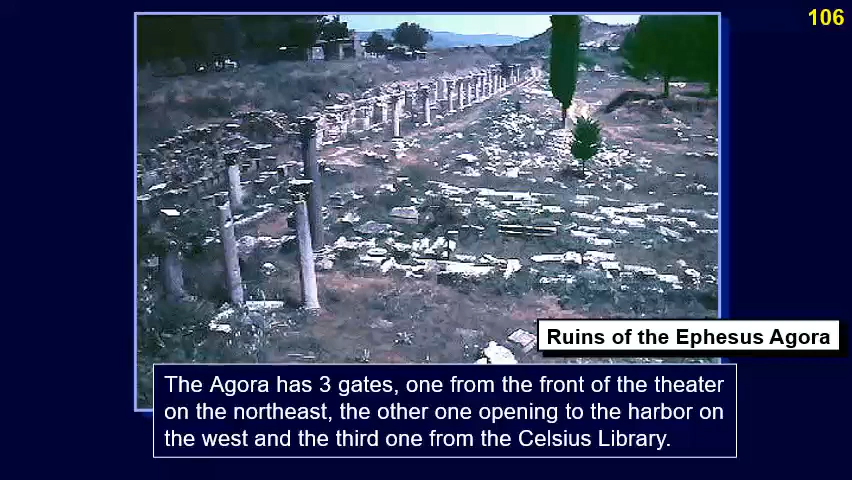 106
Ruins of the Ephesus Agora
The Agora has 3 gates, one from the front of the theater
on the northeast, the other one opening to the harbor on
the west and the third one from the Celsius Library.